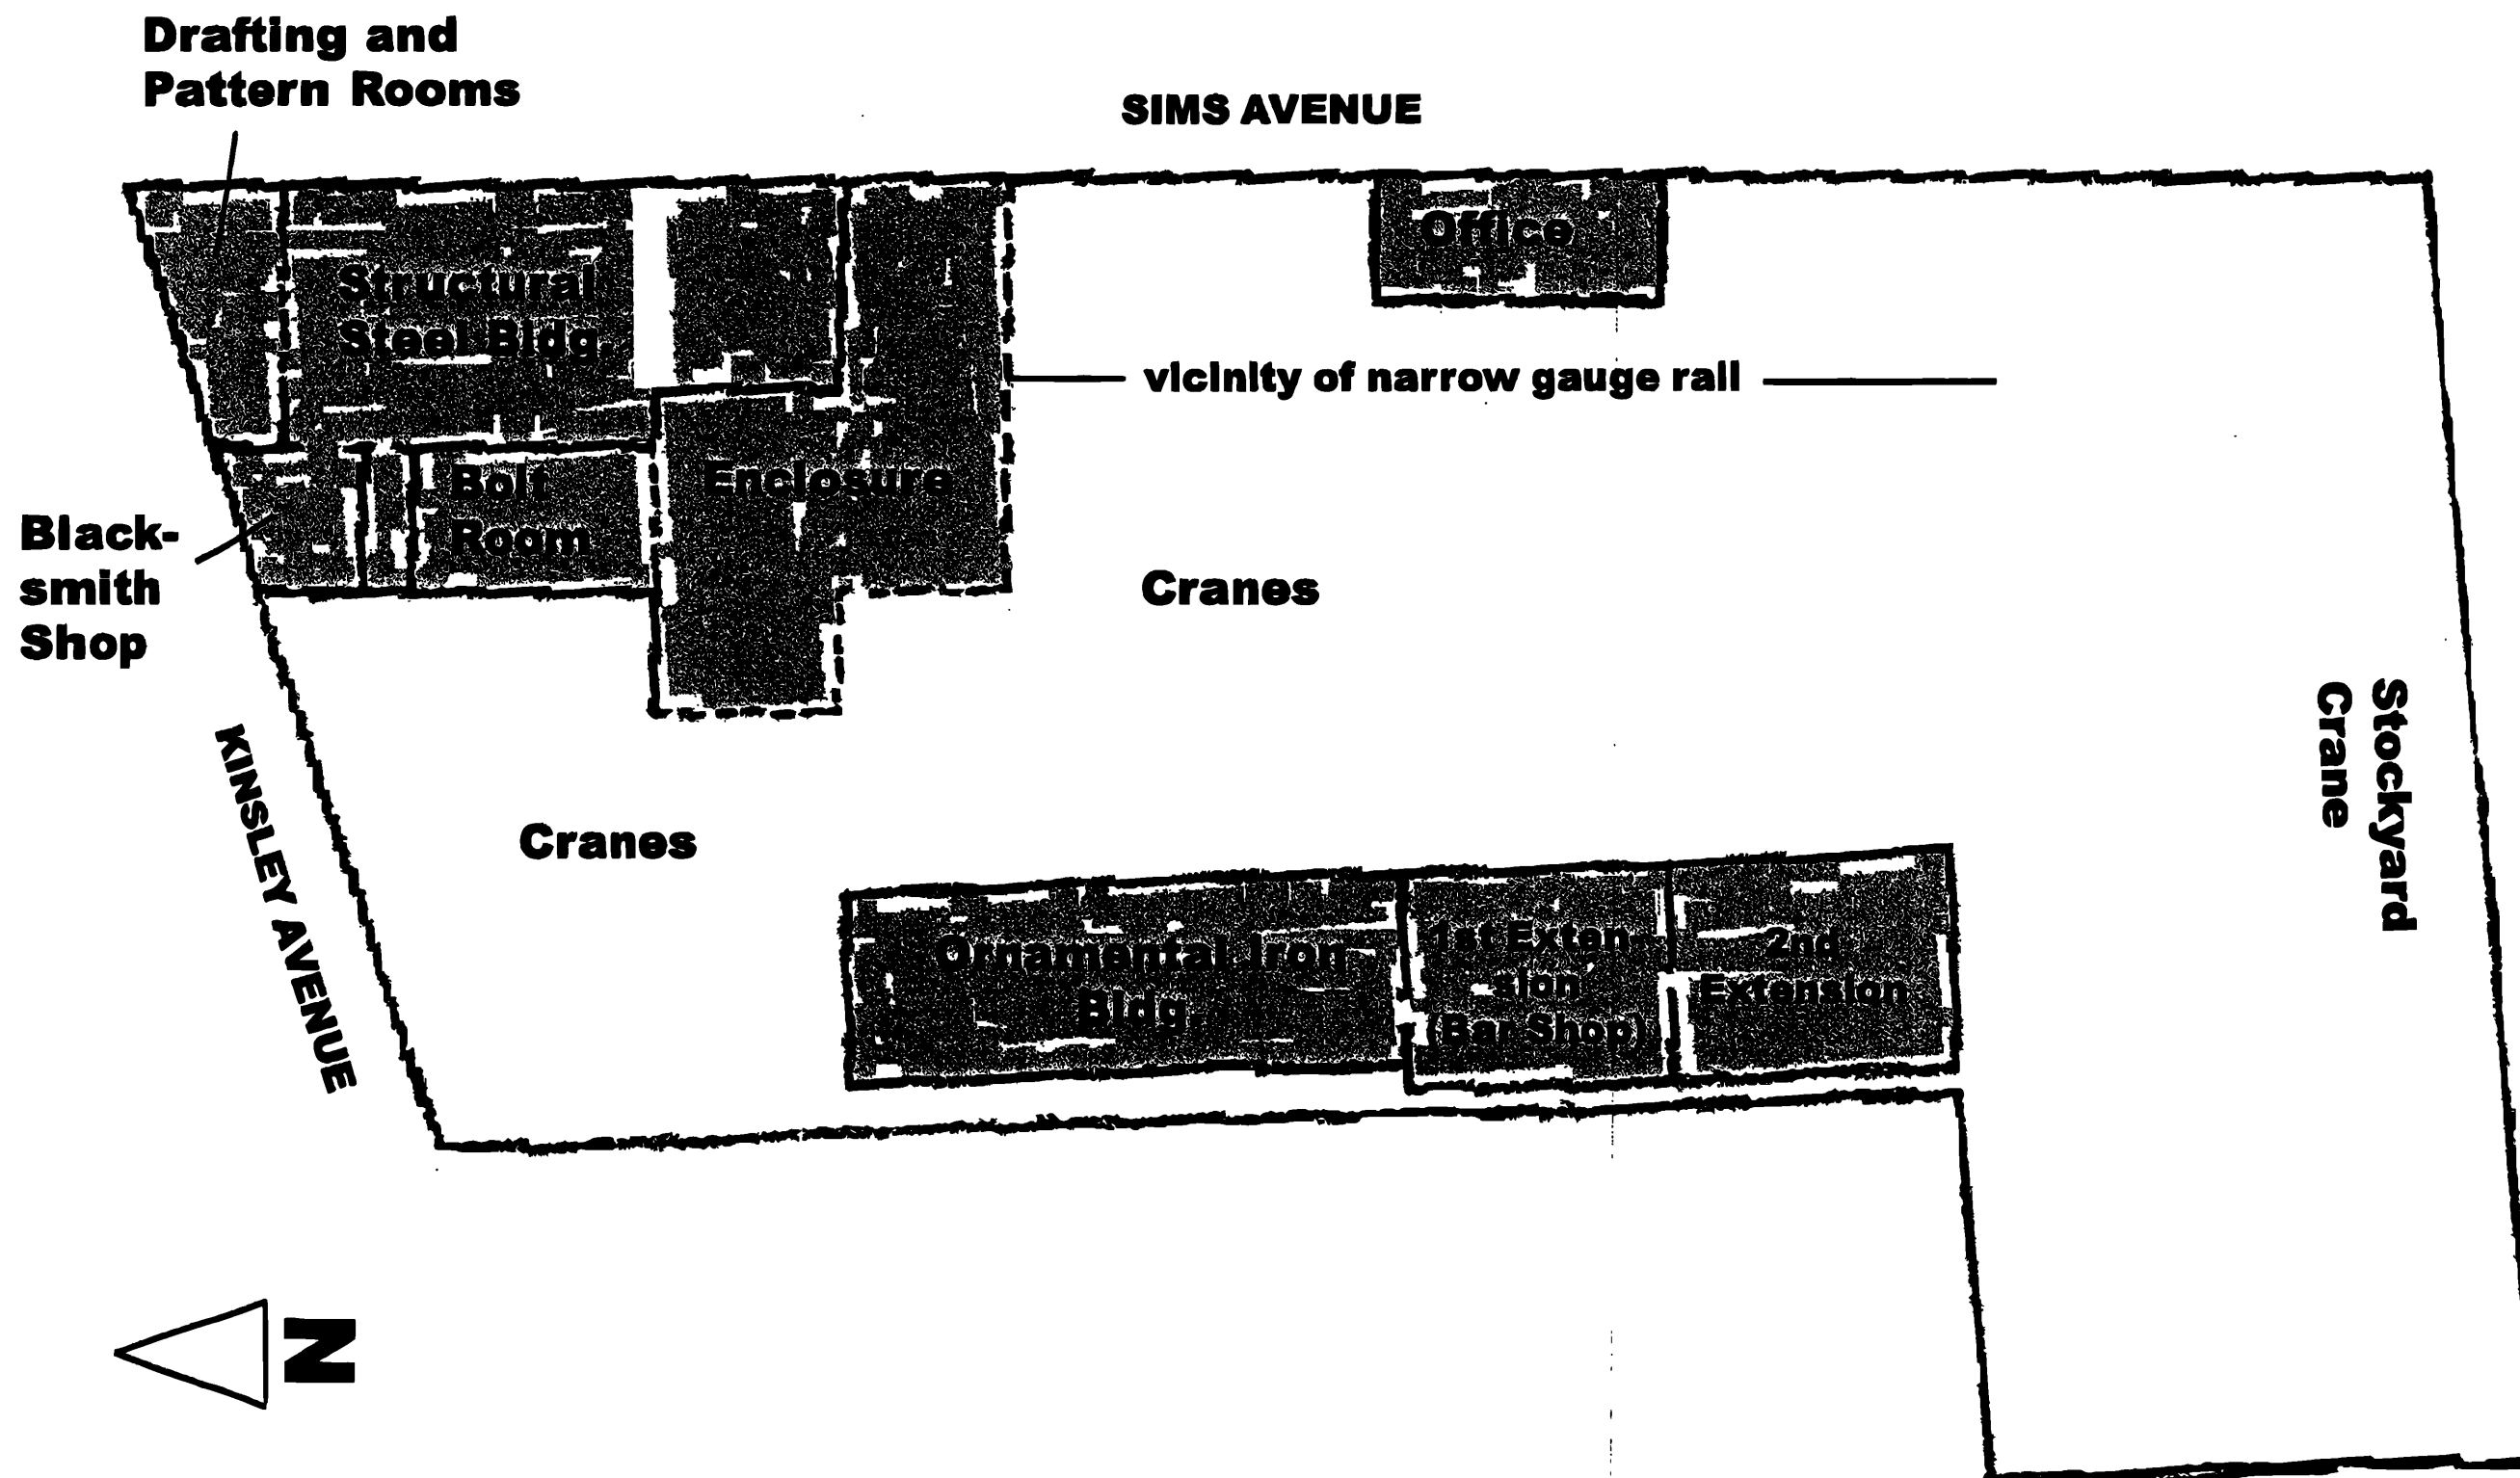 Drafting and
Pattern Rooms
SIMS AVENUE
Office
Structural
Steel Bldg.
vicinity of narrow gauge rail
Bolt
Room
Enclosure
Black-
smith
Shop
Cranes
Stockyard
Crane
KINSLEY AVENUE
Cranes
Ornamental Iron
Bldg.
1st Exten-
sion
(Bar Shop)
2nd
Extension
N